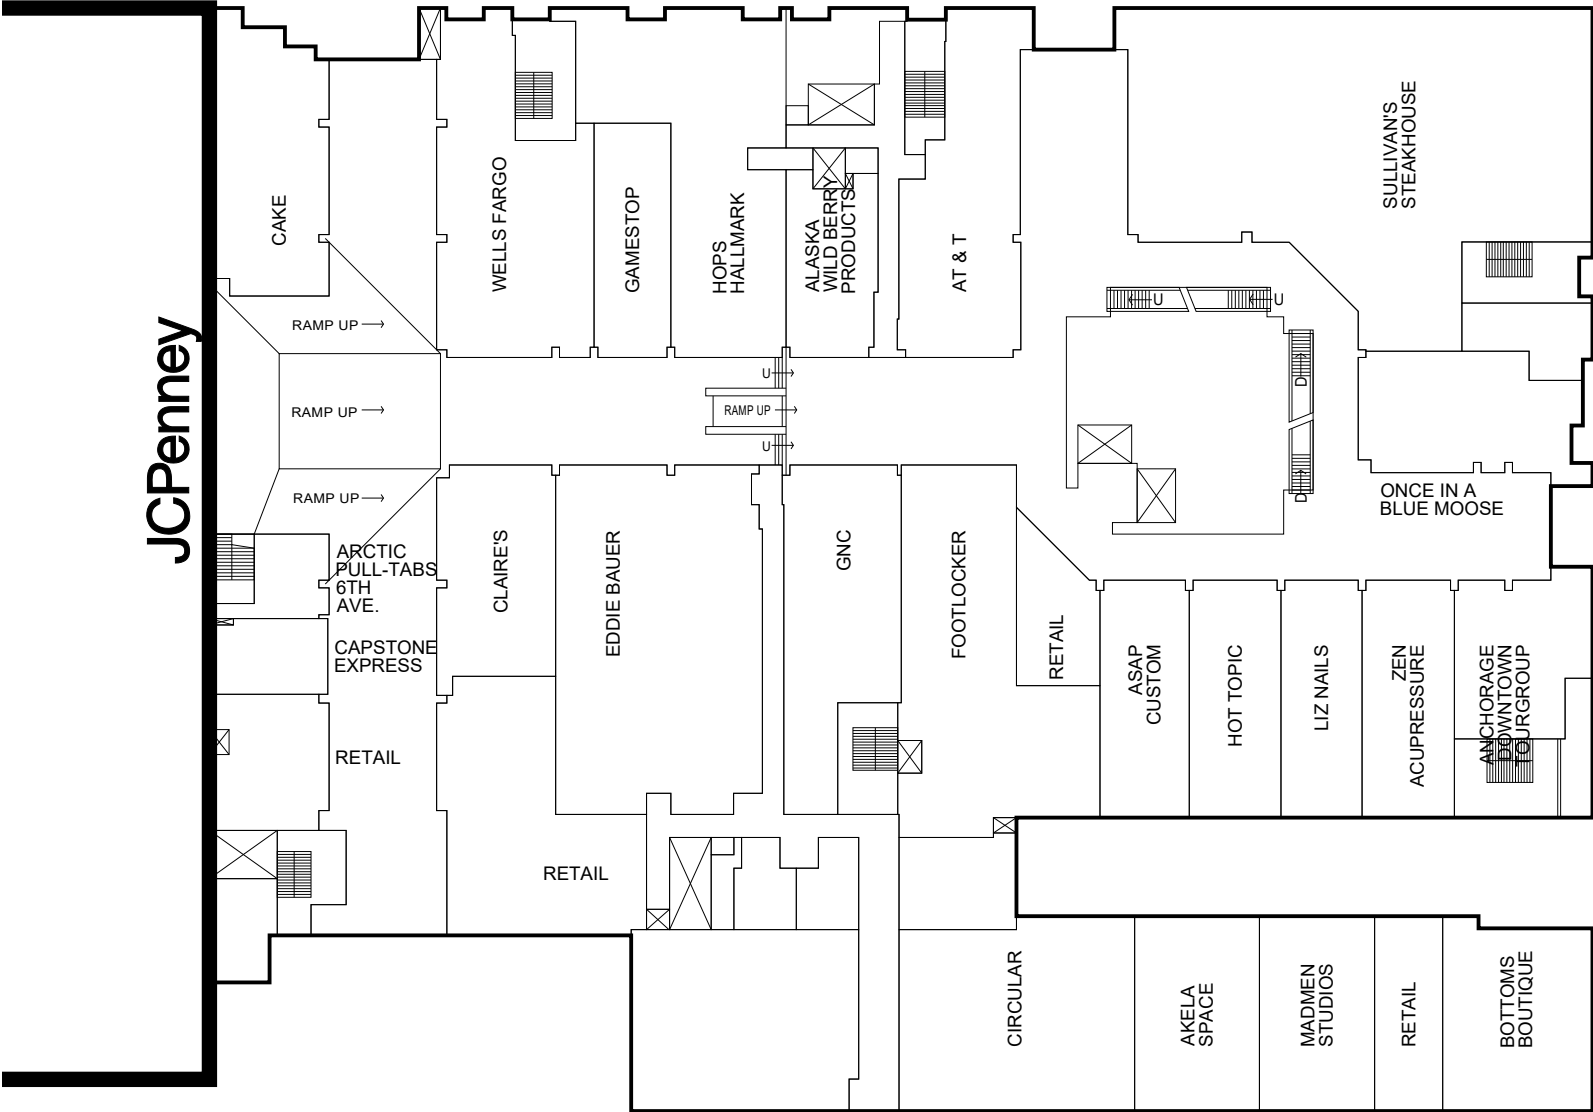 JCPenney
CAKE
WELLS FARGO
GAMESTOP
HOPS
HALLMARK
ALASKA
WILD BERRY
PRODUCTS
AT & T
SULLIVAN'S
STEAKHOUSE
U
U
RAMP UP
U
RAMP UP
RAMP UP
U
RAMP UP
D
D
ONCE IN A
BLUE MOOSE
ARCTIC
PULL-TABS
6TH
AVE.
CAPSTONE
EXPRESS
RETAIL
CLAIRE'S
EDDIE BAUER
GNC
FOOTLOCKER
RETAIL
ASAP
CUSTOM
HOT TOPIC
LIZ NAILS
ZEN
ACUPRESSURE
ANCHORAGE
DOWNTOWN
TOURGROUP
RETAIL
CIRCULAR
AKELA
SPACE
MADMEN
STUDIOS
RETAIL
BOTTOMS
BOUTIQUE